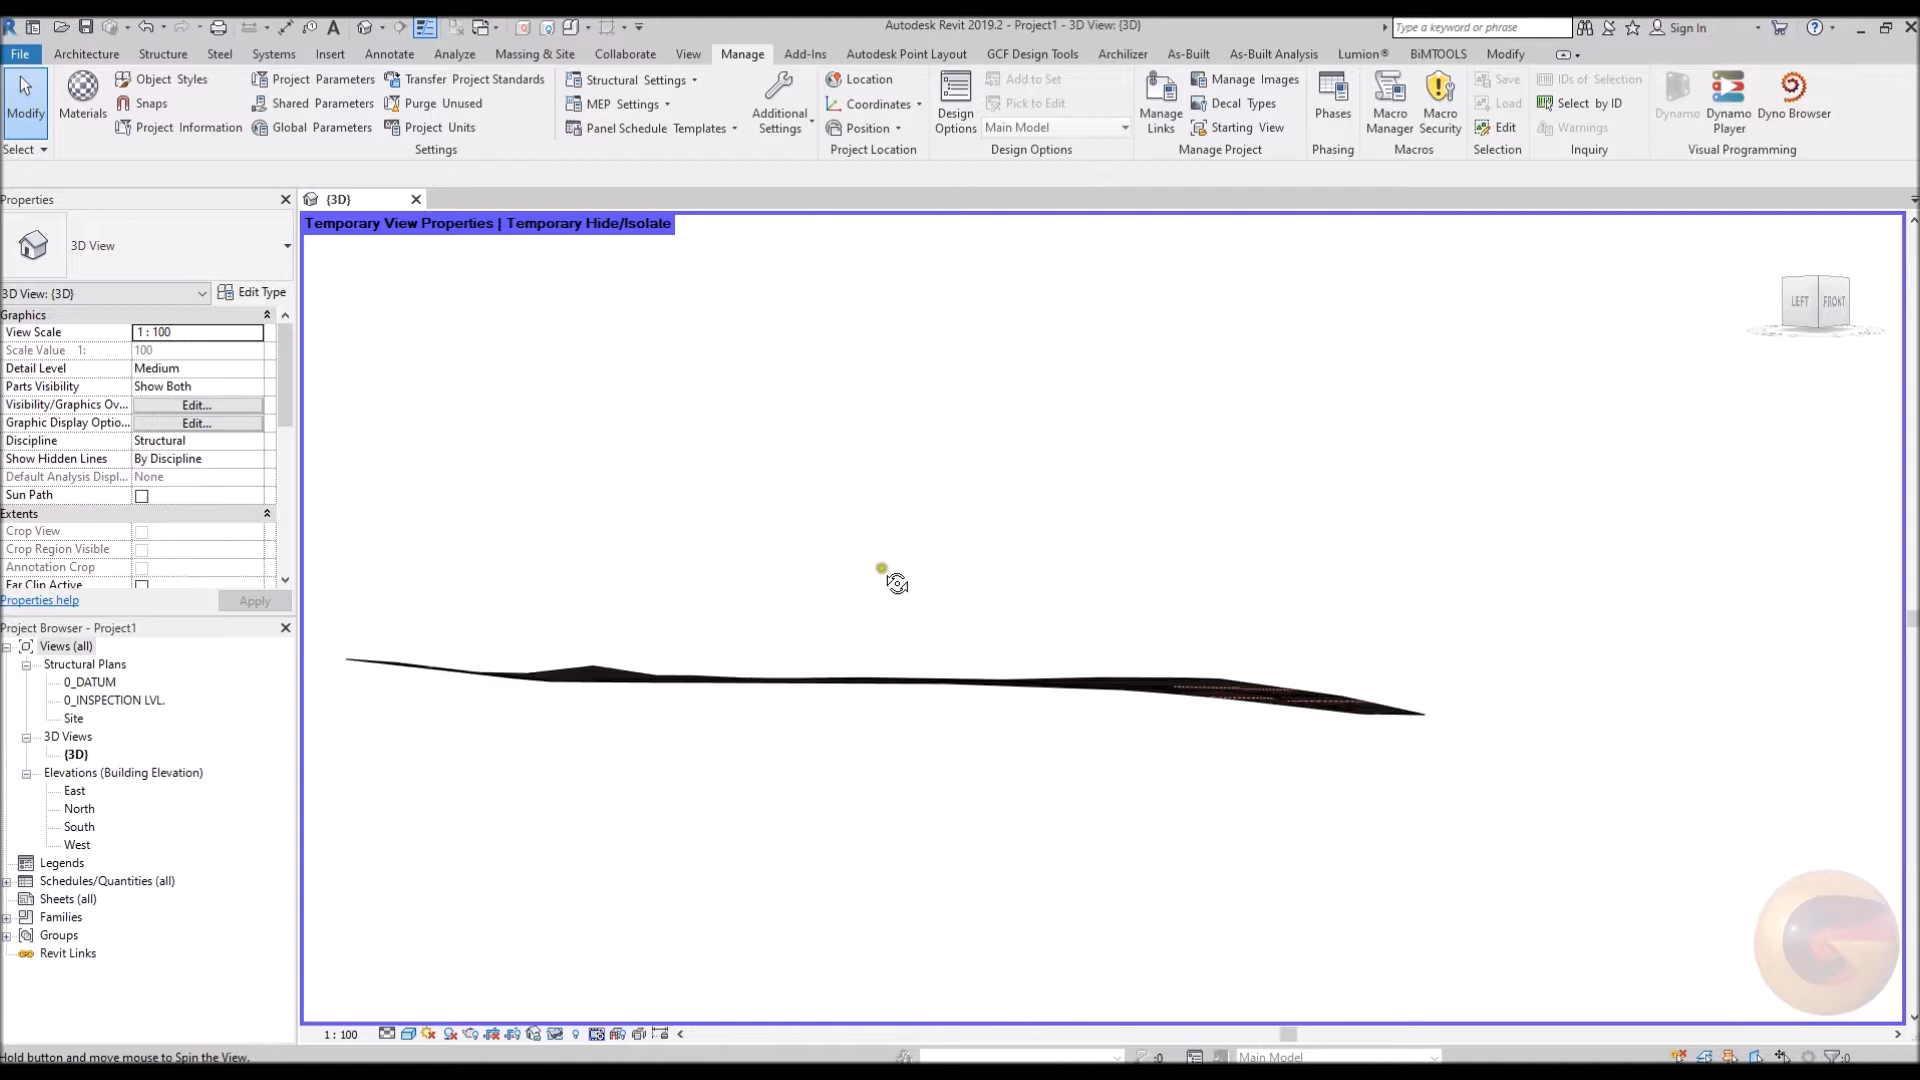 Autodesk Revit 2019.2 - Project1 - 3D View: {3D}
Type a keyword or phrase
Sign In
File Architecture Structure Steel Systems Insert Annotate Analyze Massing & Site Collaborate View Manage Add-Ins Autodesk Point Layout GCF Design Tools Archilizer As-Built As-Built Analysis Lumion® BiMTOOLS Modify
Modify
Select
Materials
Object Styles
Snaps
Project Information
Project Parameters
Shared Parameters
Global Parameters
Transfer Project Standards
Purge Unused
Project Units
Settings
Structural Settings
MEP Settings
Panel Schedule Templates
Additional
Settings
Location
Coordinates
Position
Project Location
Design
Options
Add to Set
Pick to Edit
Main Model
Design Options
Manage
Links
Manage Images
Decal Types
Starting View
Manage Project
Phases
Phasing
Macro
Manager
Macro
Security
Macros
Save
Load
Edit
Selection
IDs of Selection
Select by ID
Warnings
Inquiry
Dynamo
Dynamo
Player
Dyno Browser
Visual Programming
Properties
3D View
3D View: {3D}
Edit Type
Graphics
View Scale 1 : 100
Scale Value 1: 100
Detail Level Medium
Parts Visibility Show Both
Visibility/Graphics Ov... Edit...
Graphic Display Optio... Edit...
Discipline Structural
Show Hidden Lines By Discipline
Default Analysis Displ... None
Sun Path
Extents
Crop View
Crop Region Visible
Annotation Crop
Far Clip Active
Properties help
Apply
Project Browser - Project1
Views (all)
Structural Plans
0_DATUM
0_INSPECTION LVL.
Site
3D Views
{3D}
Elevations (Building Elevation)
East
North
South
West
Legends
Schedules/Quantities (all)
Sheets (all)
Families
Groups
Revit Links
{3D}
Temporary View Properties | Temporary Hide/Isolate
LEFT
FRONT
1 : 100
Hold button and move mouse to Spin the View.
:0
Main Model
:0